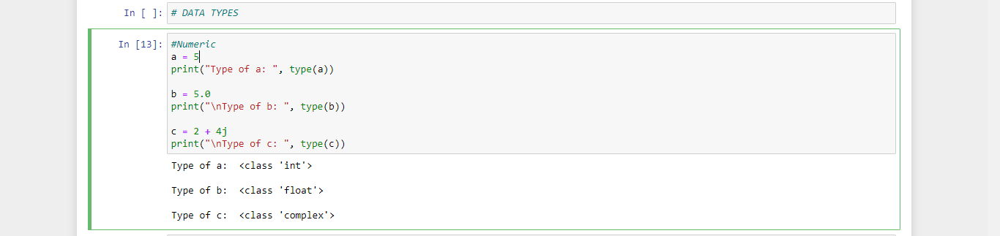 In [ ]: # DATA TYPES
In [13]: #Numeric
a = 5
print("Type of a: ", type(a))
b = 5.0
print("\nType of b: ", type(b))
c = 2 + 4j
print("\nType of c: ", type(c))
Type of a:  <class 'int'>
Type of b:  <class 'float'>
Type of c:  <class 'complex'>